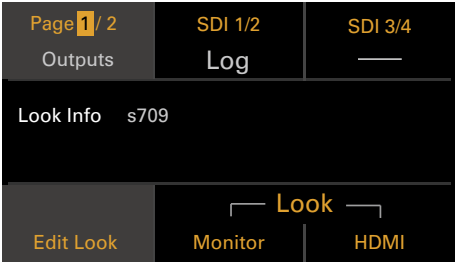 Page 1 / 2 SDI 1/2 SDI 3/4
Outputs Log ——
Look Info s709
Look
Edit Look Monitor HDMI